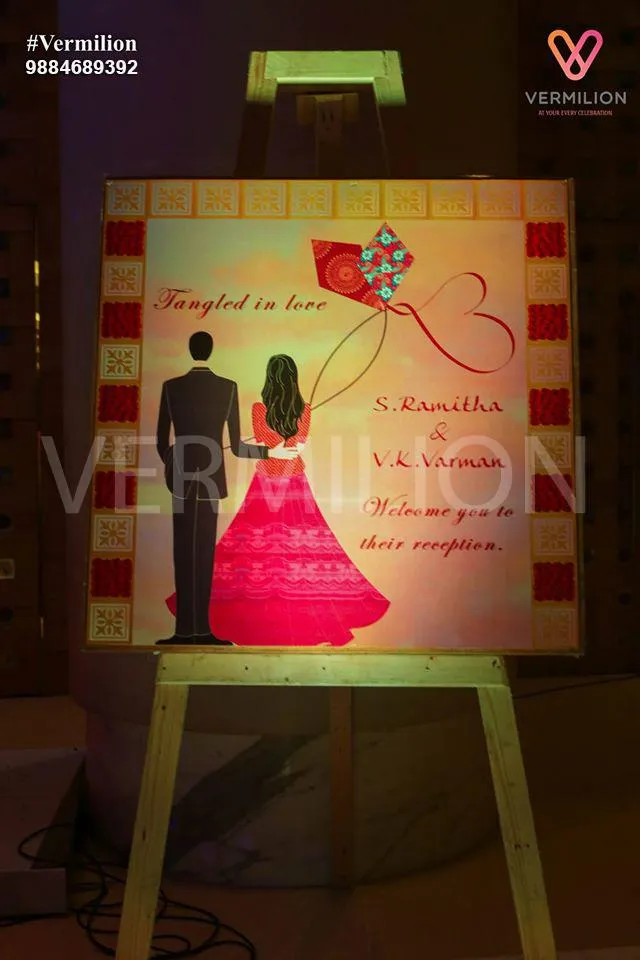 #Vermilion
9884689392
VERMILION
AT YOUR EVERY CELEBRATION
Tangled in love
S.Ramitha
&
V.K.Varman
Welcome you to
their reception.
VERMILION